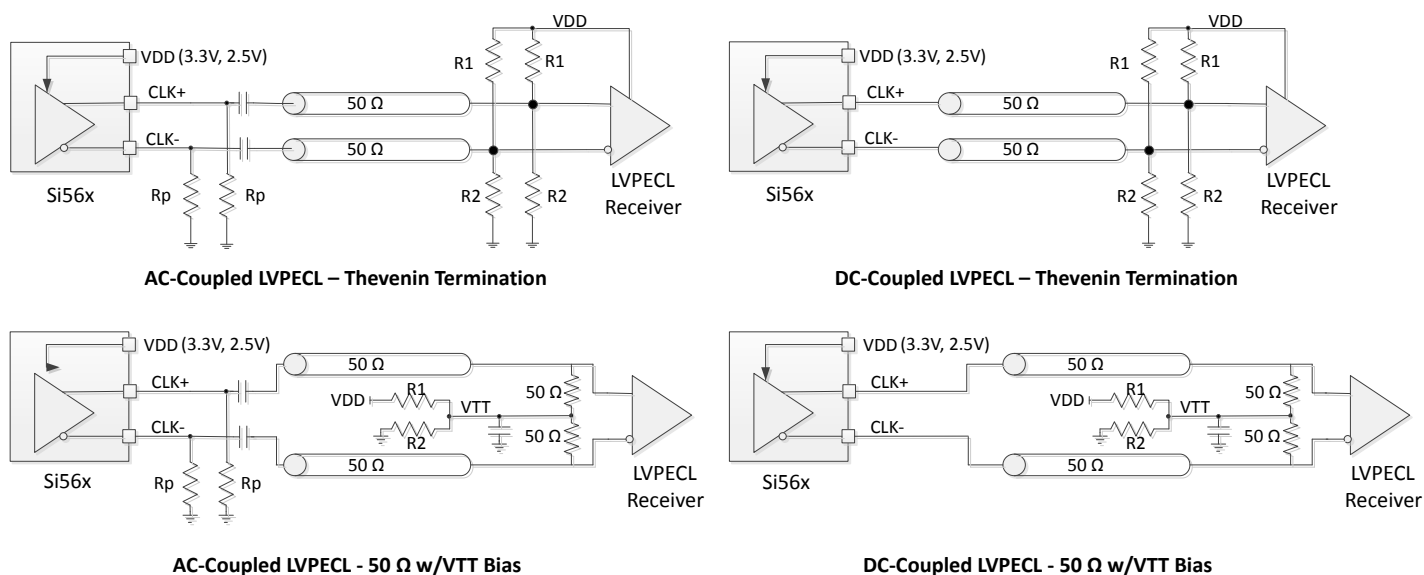 VDD
VDD (3.3V, 2.5V)
R1
R1
CLK+
50 Ω
CLK-
50 Ω
Si56x
Rp
Rp
R2
R2
LVPECL
Receiver
AC-Coupled LVPECL – Thevenin Termination
VDD
VDD (3.3V, 2.5V)
R1
R1
CLK+
50 Ω
CLK-
50 Ω
Si56x
R2
R2
LVPECL
Receiver
DC-Coupled LVPECL – Thevenin Termination
VDD (3.3V, 2.5V)
50 Ω
CLK+
R1
VDD
VTT
50 Ω
CLK-
R2
50 Ω
50 Ω
Si56x
Rp
Rp
LVPECL
Receiver
AC-Coupled LVPECL - 50 Ω w/VTT Bias
VDD (3.3V, 2.5V)
50 Ω
CLK+
R1
VDD
VTT
50 Ω
CLK-
R2
50 Ω
50 Ω
Si56x
LVPECL
Receiver
DC-Coupled LVPECL - 50 Ω w/VTT Bias